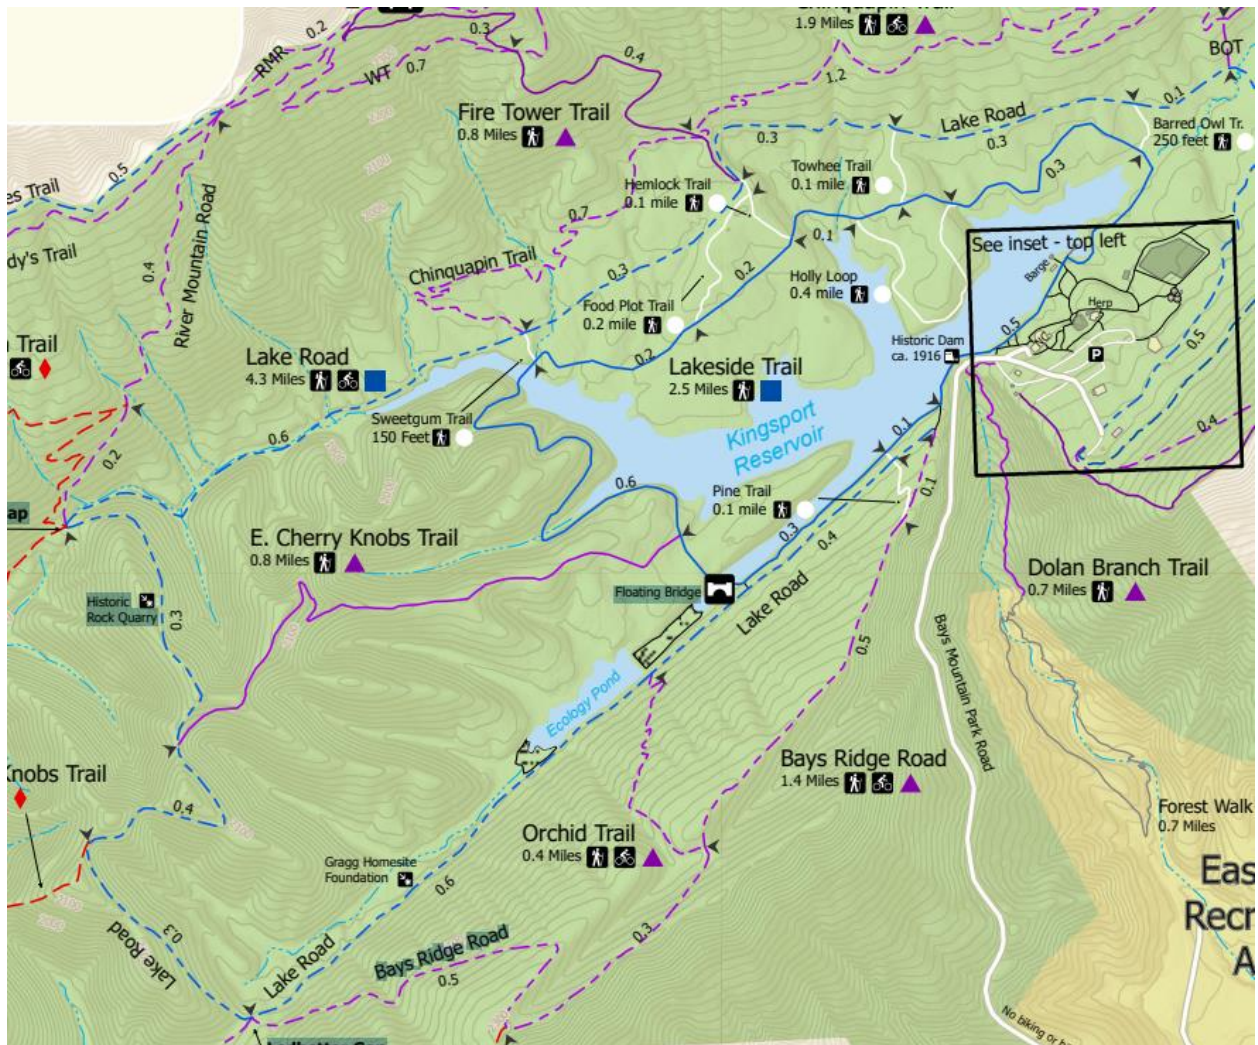 1.9 Miles
0.2
RMR
0.3
WT
0.7
0.4
1.2
BOT
0.1
Fire Tower Trail
0.8 Miles
Lake Road
0.3
0.3
Barred Owl Tr.
250 feet
Towhee Trail
0.1 mile
Hemlock Trail
0.1 mile
0.3
0.5
es Trail
dy's Trail
River Mountain Road
0.4
Chinquapin Trail
0.7
0.3
0.1
0.2
Food Plot Trail
0.2 mile
Holly Loop
0.4 mile
See inset - top left
Barge
Herp
P
0.5
0.5
0.4
Historic Dam
ca. 1916
Trail
Lake Road
4.3 Miles
0.2
Lakeside Trail
2.5 Miles
Kingsport
Reservoir
0.1
Sweetgum Trail
150 Feet
0.6
0.2
0.6
Pine Trail
0.1 mile
0.1
0.3
0.4
ap
E. Cherry Knobs Trail
0.8 Miles
Historic
Rock Quarry
0.3
Floating Bridge
Lake Road
0.5
Dolan Branch Trail
0.7 Miles
Bays Mountain Park Road
Ecology Pond
Bays Ridge Road
1.4 Miles
Knobs Trail
0.4
Orchid Trail
0.4 Miles
Forest Walk
0.7 Miles
Gragg Homesite
Foundation
0.6
Eas
Recr
A
Lake Road
0.3
Lake Road
Bays Ridge Road
0.5
0.3
No biking or